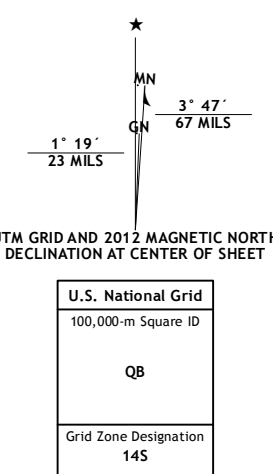 ★
MN
3° 47´
67 MILS
GN
1° 19´
23 MILS
UTM GRID AND 2012 MAGNETIC NORTH
DECLINATION AT CENTER OF SHEET
U.S. National Grid
100,000-m Square ID
QB
Grid Zone Designation
14S